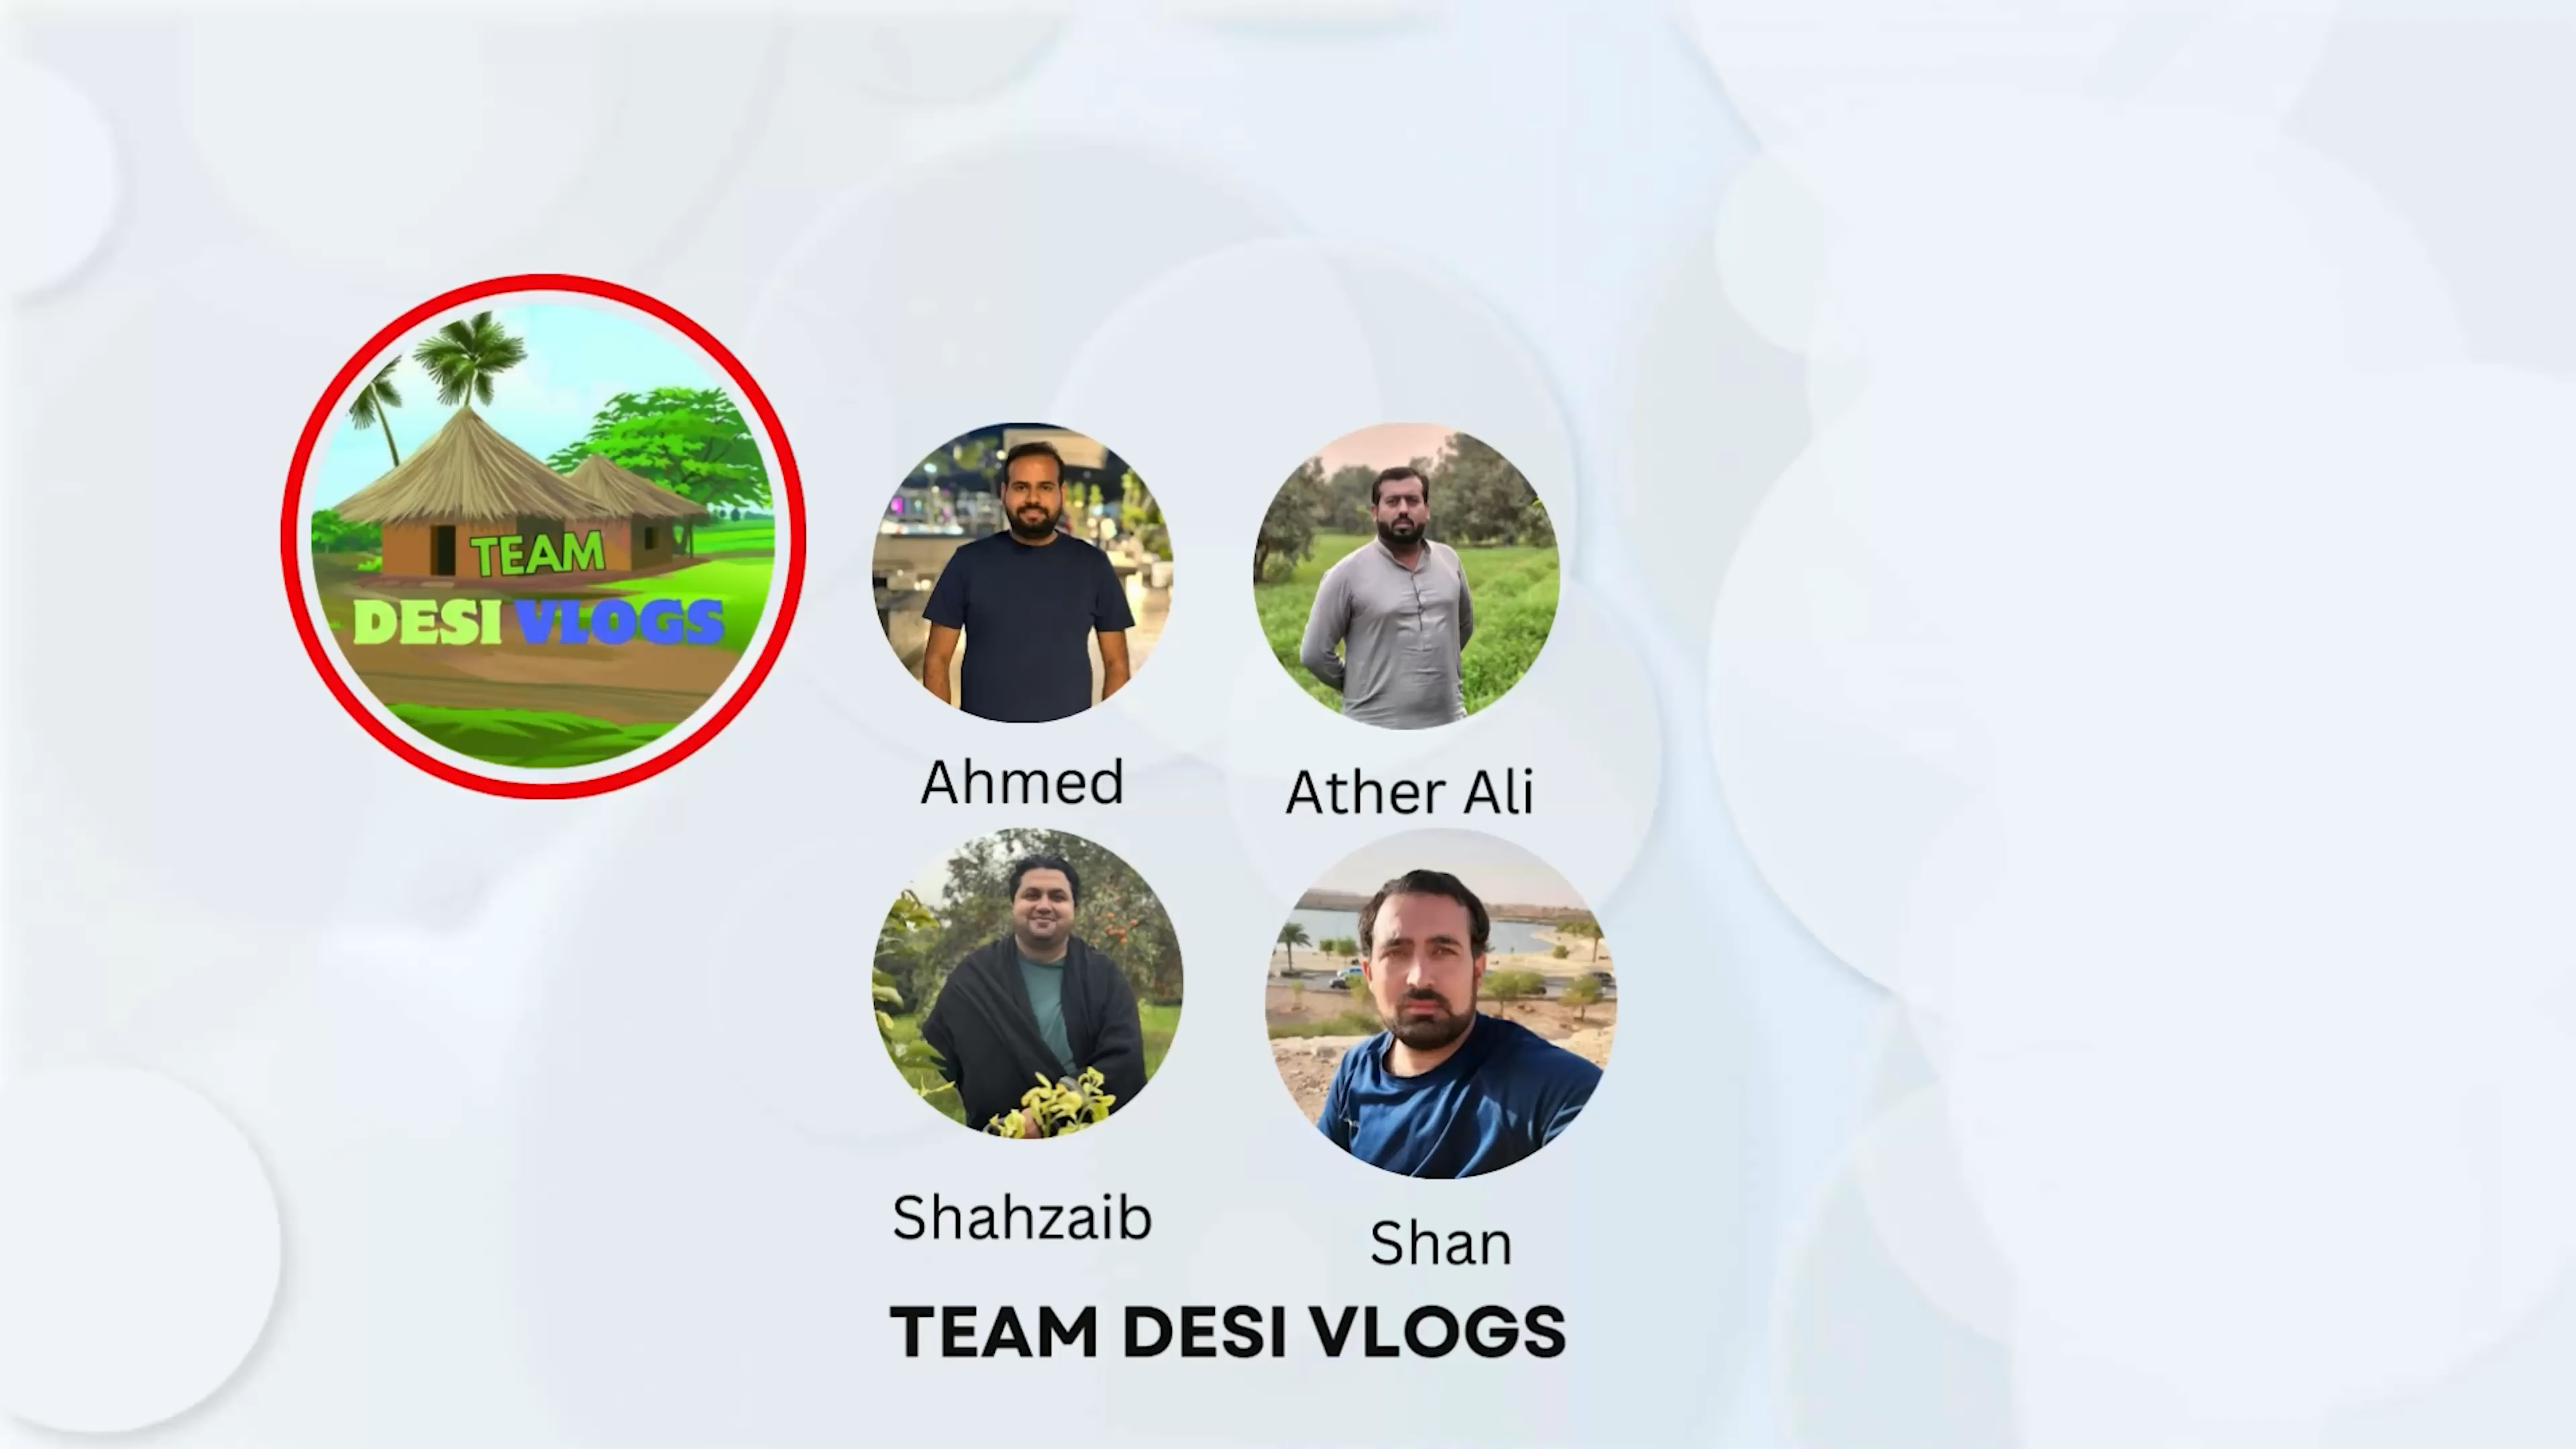 TEAM
DESI VLOGS
Ahmed
Ather Ali
Shahzaib
Shan
TEAM DESI VLOGS